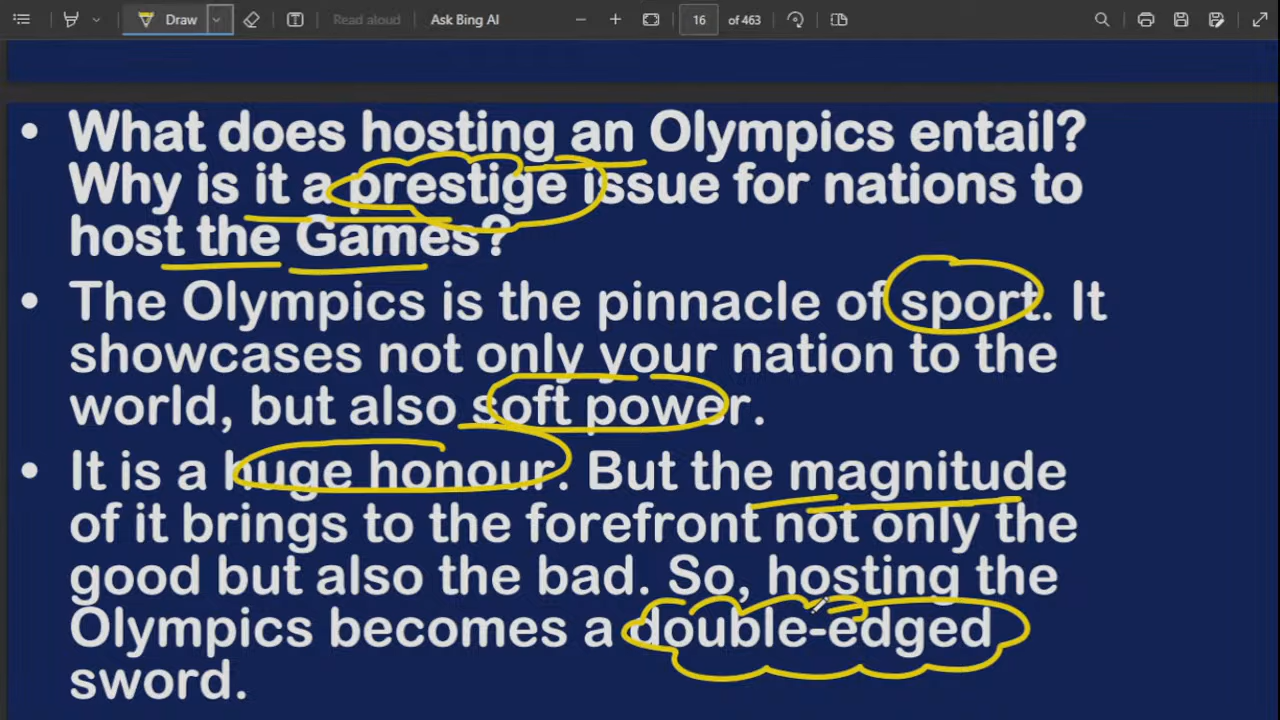 Draw
Read aloud
Ask Bing AI
16
of 463
• What does hosting an Olympics entail?
Why is it a prestige issue for nations to
host the Games?
• The Olympics is the pinnacle of sport. It
showcases not only your nation to the
world, but also soft power.
• It is a huge honour. But the magnitude
of it brings to the forefront not only the
good but also the bad. So, hosting the
Olympics becomes a double-edged
sword.